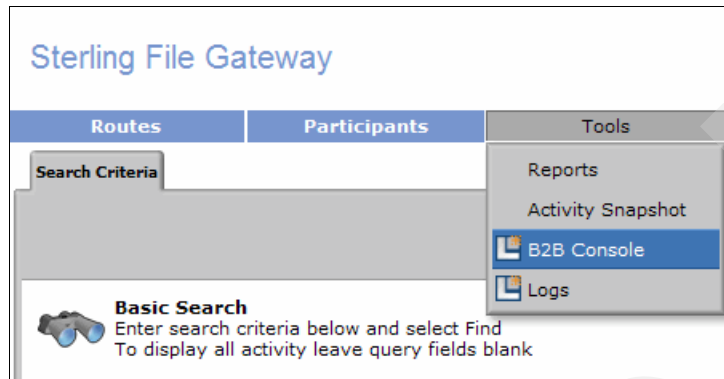 Sterling File Gateway
Routes
Participants
Tools
Search Criteria
Reports
Activity Snapshot
B2B Console
Logs
Basic Search
Enter search criteria below and select Find
To display all activity leave query fields blank